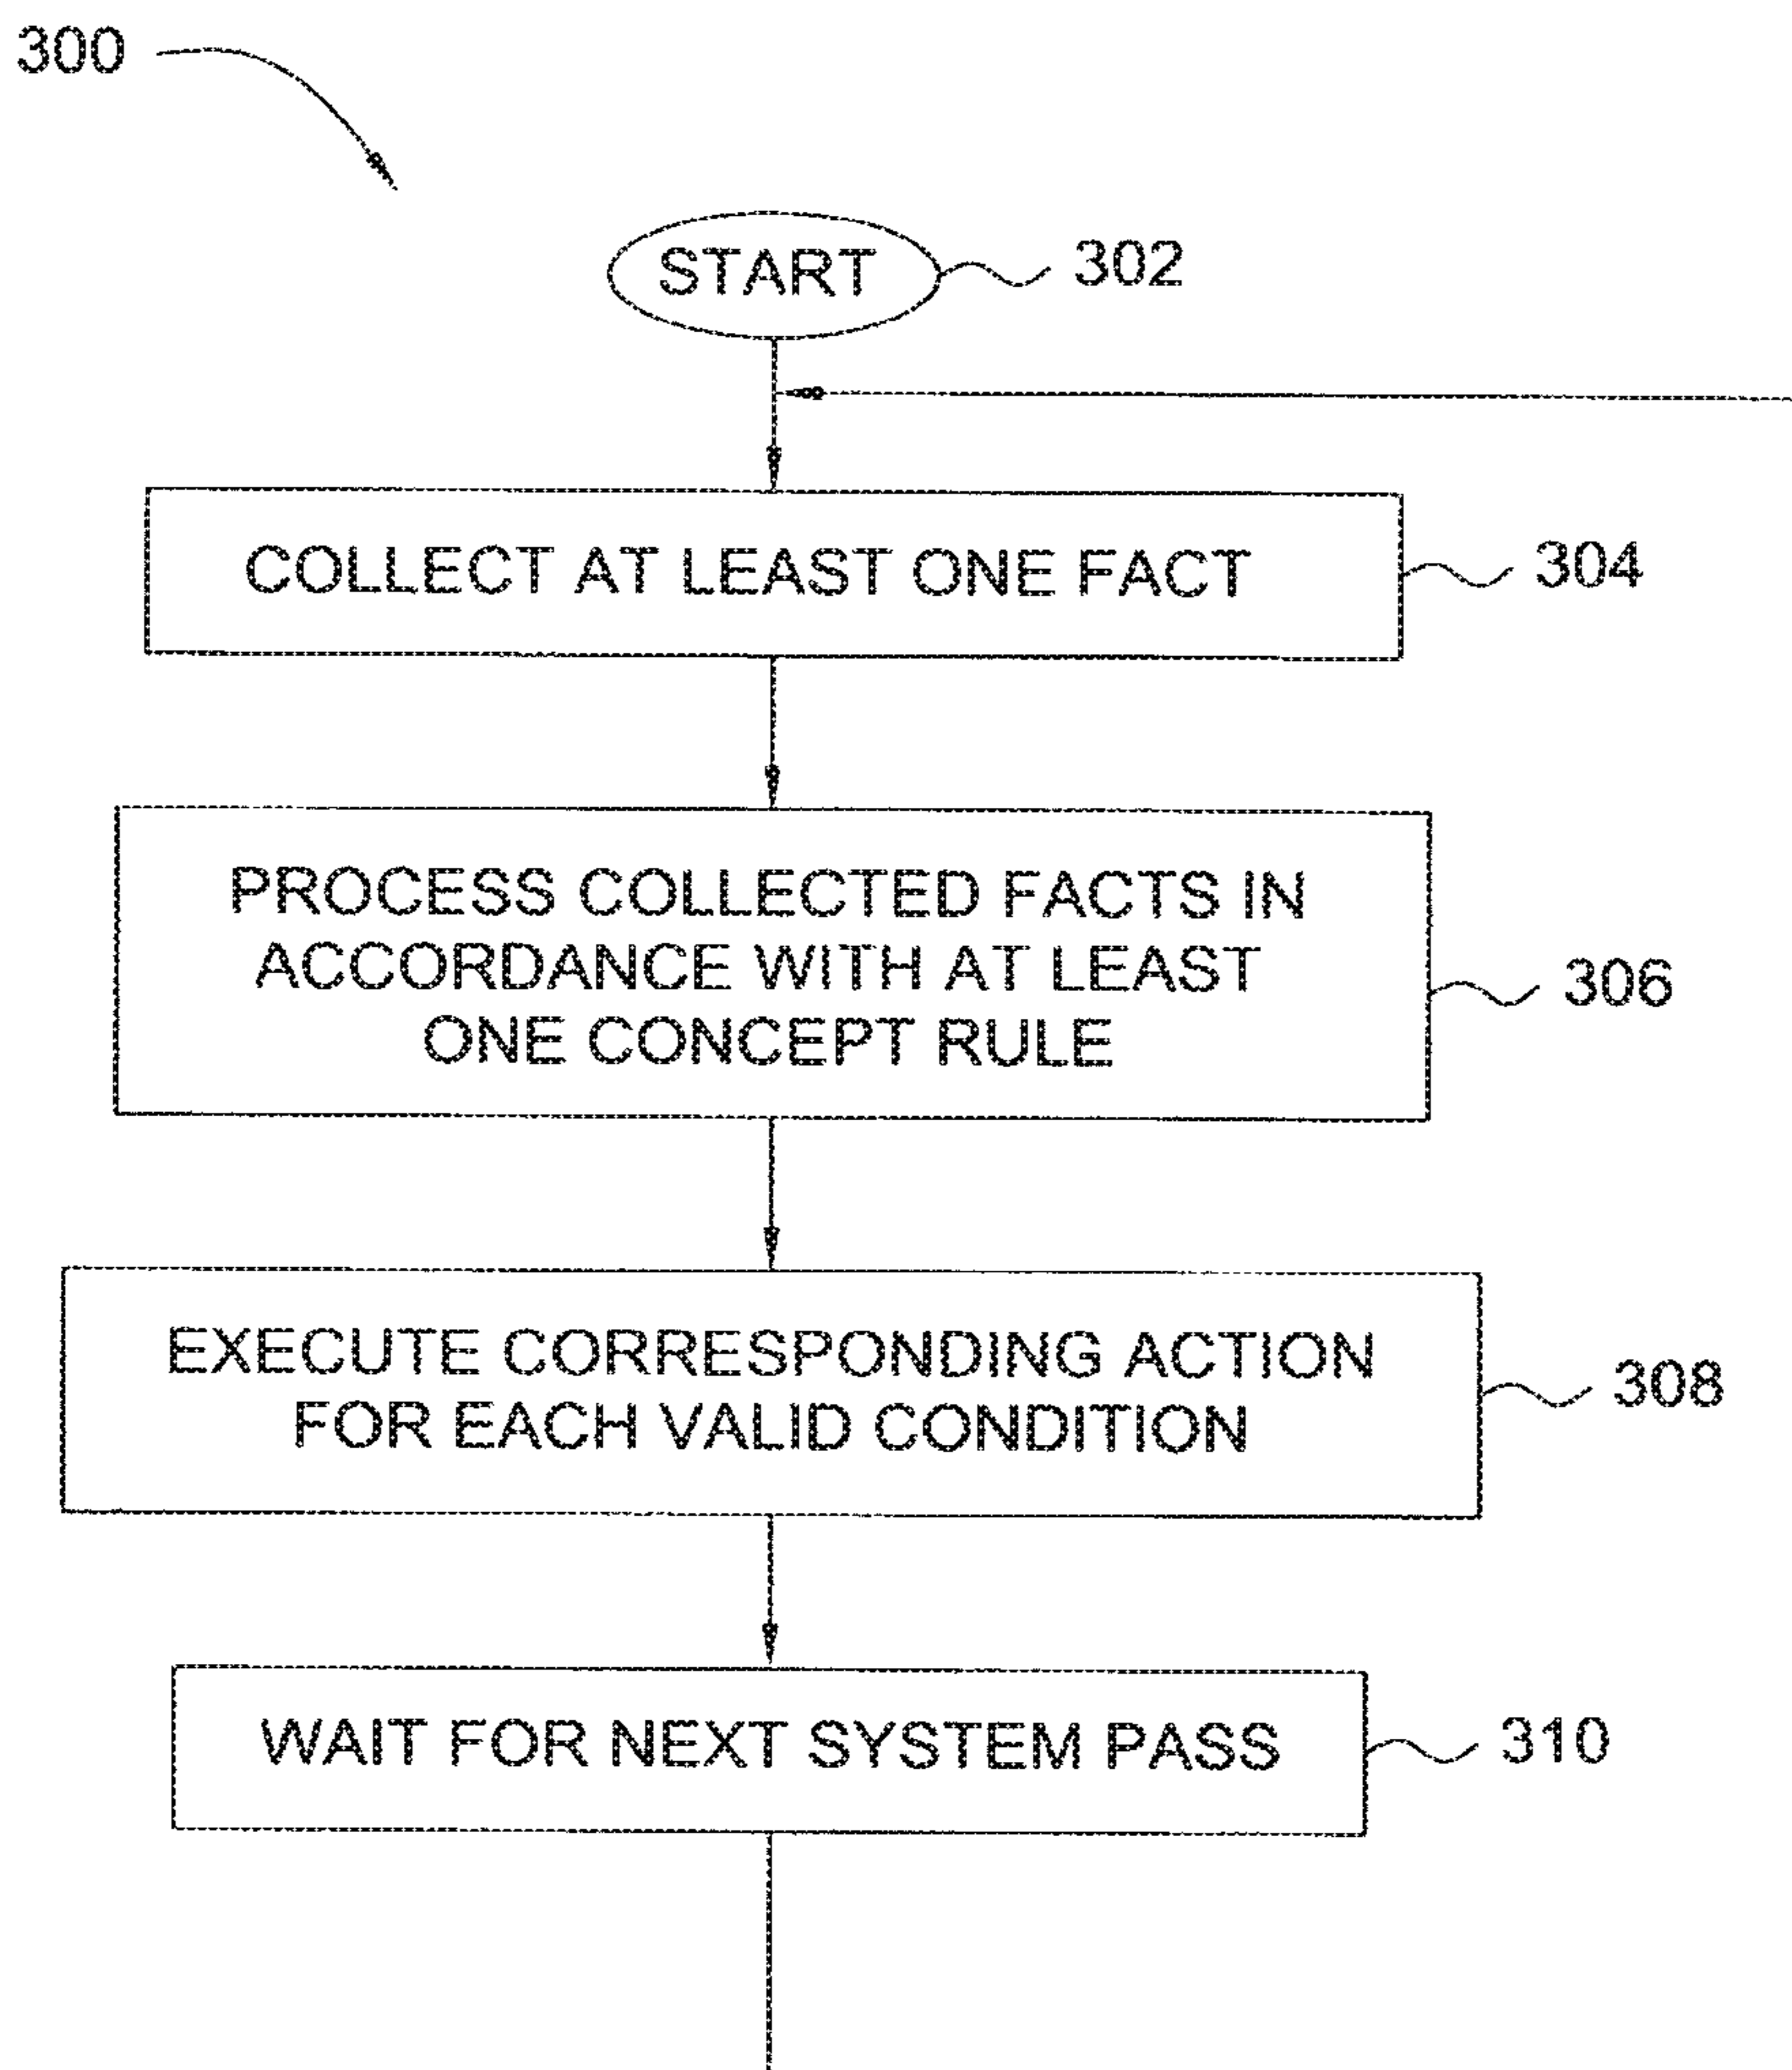 300
START
302
COLLECT AT LEAST ONE FACT
304
PROCESS COLLECTED FACTS IN
ACCORDANCE WITH AT LEAST
ONE CONCEPT RULE
306
EXECUTE CORRESPONDING ACTION
FOR EACH VALID CONDITION
308
WAIT FOR NEXT SYSTEM PASS
310